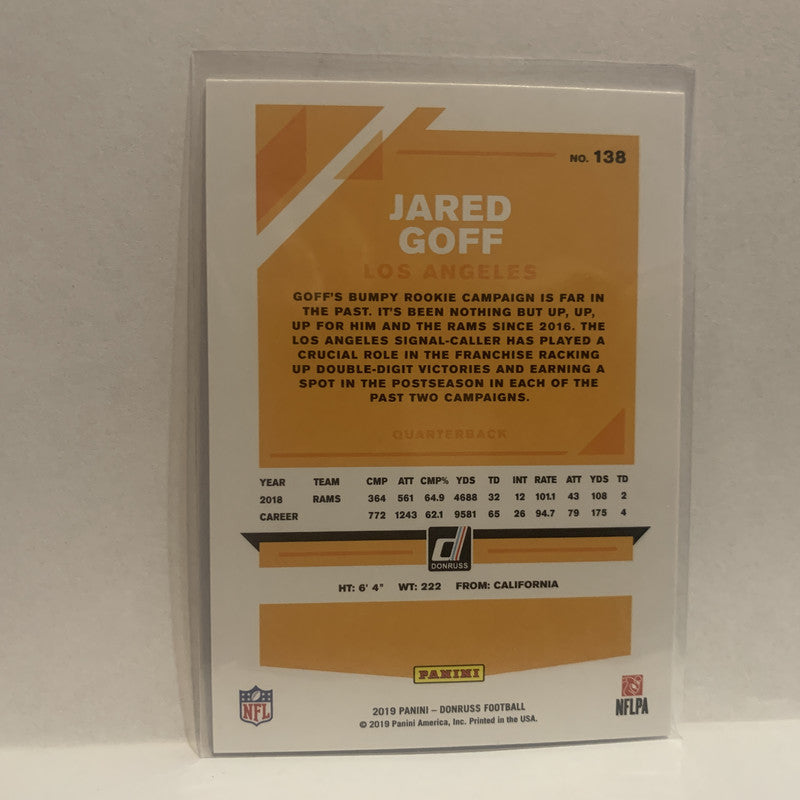 NO. 138
JARED
GOFF
LOS ANGELES
GOFF'S BUMPY ROOKIE CAMPAIGN IS FAR IN
THE PAST. IT'S BEEN NOTHING BUT UP, UP,
UP FOR HIM AND THE RAMS SINCE 2016. THE
LOS ANGELES SIGNAL-CALLER HAS PLAYED A
CRUCIAL ROLE IN THE FRANCHISE RACKING
UP DOUBLE-DIGIT VICTORIES AND EARNING A
SPOT IN THE POSTSEASON IN EACH OF THE
PAST TWO CAMPAIGNS.
QUARTERBACK
YEAR TEAM CMP ATT CMP% YDS TD INT RATE ATT YDS TD
2018 RAMS 364 561 64.9 4688 32 12 101.1 43 108 2
CAREER 772 1243 62.1 9581 65 26 94.7 79 175 4
d
DONRUSS
HT: 6' 4" WT: 222 FROM: CALIFORNIA
PANINI
NFL
2019 PANINI – DONRUSS FOOTBALL
© 2019 Panini America, Inc. Printed in the USA.
NFLPA